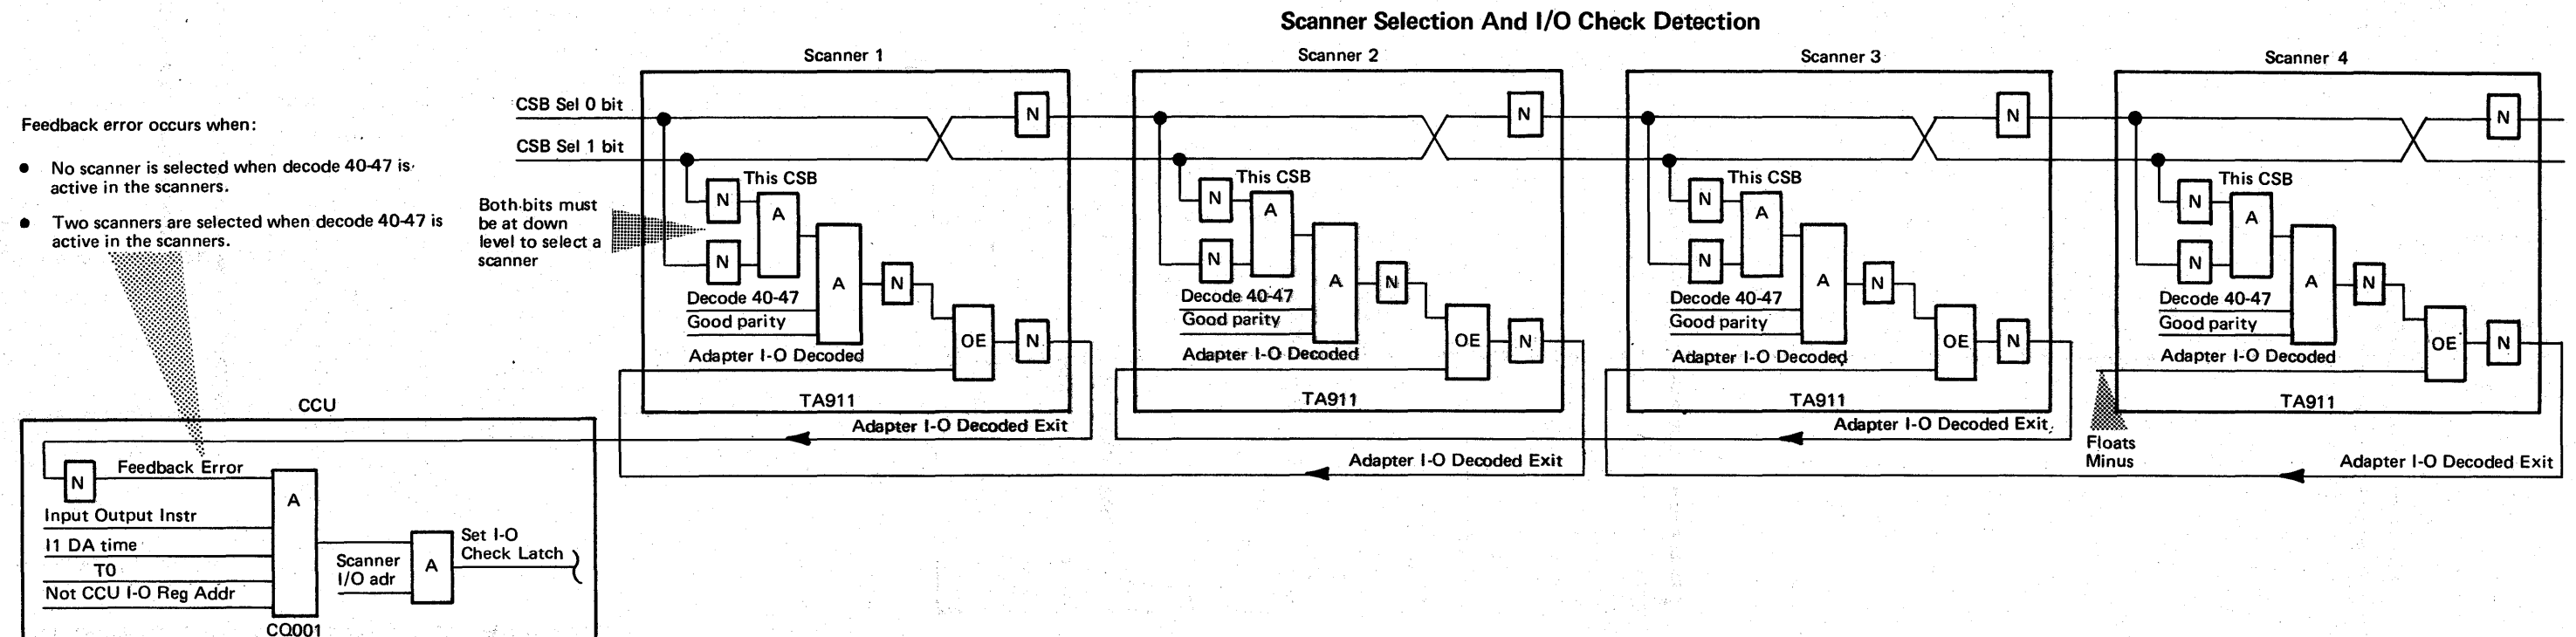 Scanner Selection And I/O Check Detection
Feedback error occurs when:
● No scanner is selected when decode 40-47 is
active in the scanners.
● Two scanners are selected when decode 40-47 is
active in the scanners.
Scanner 1
CSB Sel 0 bit
CSB Sel 1 bit
N
Both bits must
be at down
level to select a
scanner
This CSB
N
A
N
A
N
Decode 40-47
Good parity
Adapter I-O Decoded
OE
N
TA911
Adapter I-O Decoded Exit
Scanner 2
N
This CSB
N
A
N
A
N
Decode 40-47
Good parity
Adapter I-O Decoded
OE
N
TA911
Adapter I-O Decoded Exit
Scanner 3
N
This CSB
N
A
N
A
N
Decode 40-47
Good parity
Adapter I-O Decoded
OE
N
TA911
Adapter I-O Decoded Exit
Scanner 4
N
This CSB
N
A
N
A
N
Decode 40-47
Good parity
Adapter I-O Decoded
OE
N
TA911
Floats
Minus
Adapter I-O Decoded Exit
CCU
N
Feedback Error
A
Input Output Instr
I1 DA time
T0
Not CCU I-O Reg Addr
CQ001
Scanner
I/O adr
A
Set I-O
Check Latch